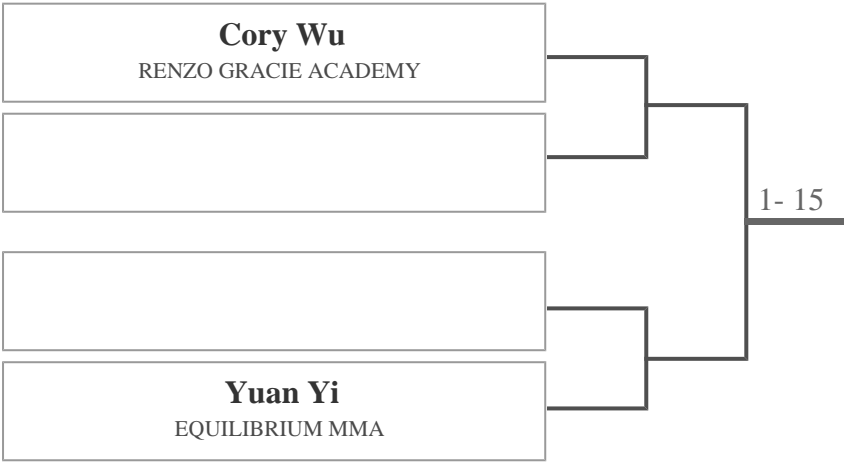 Cory Wu
RENZO GRACIE ACADEMY
1- 15
Yuan Yi
EQUILIBRIUM MMA